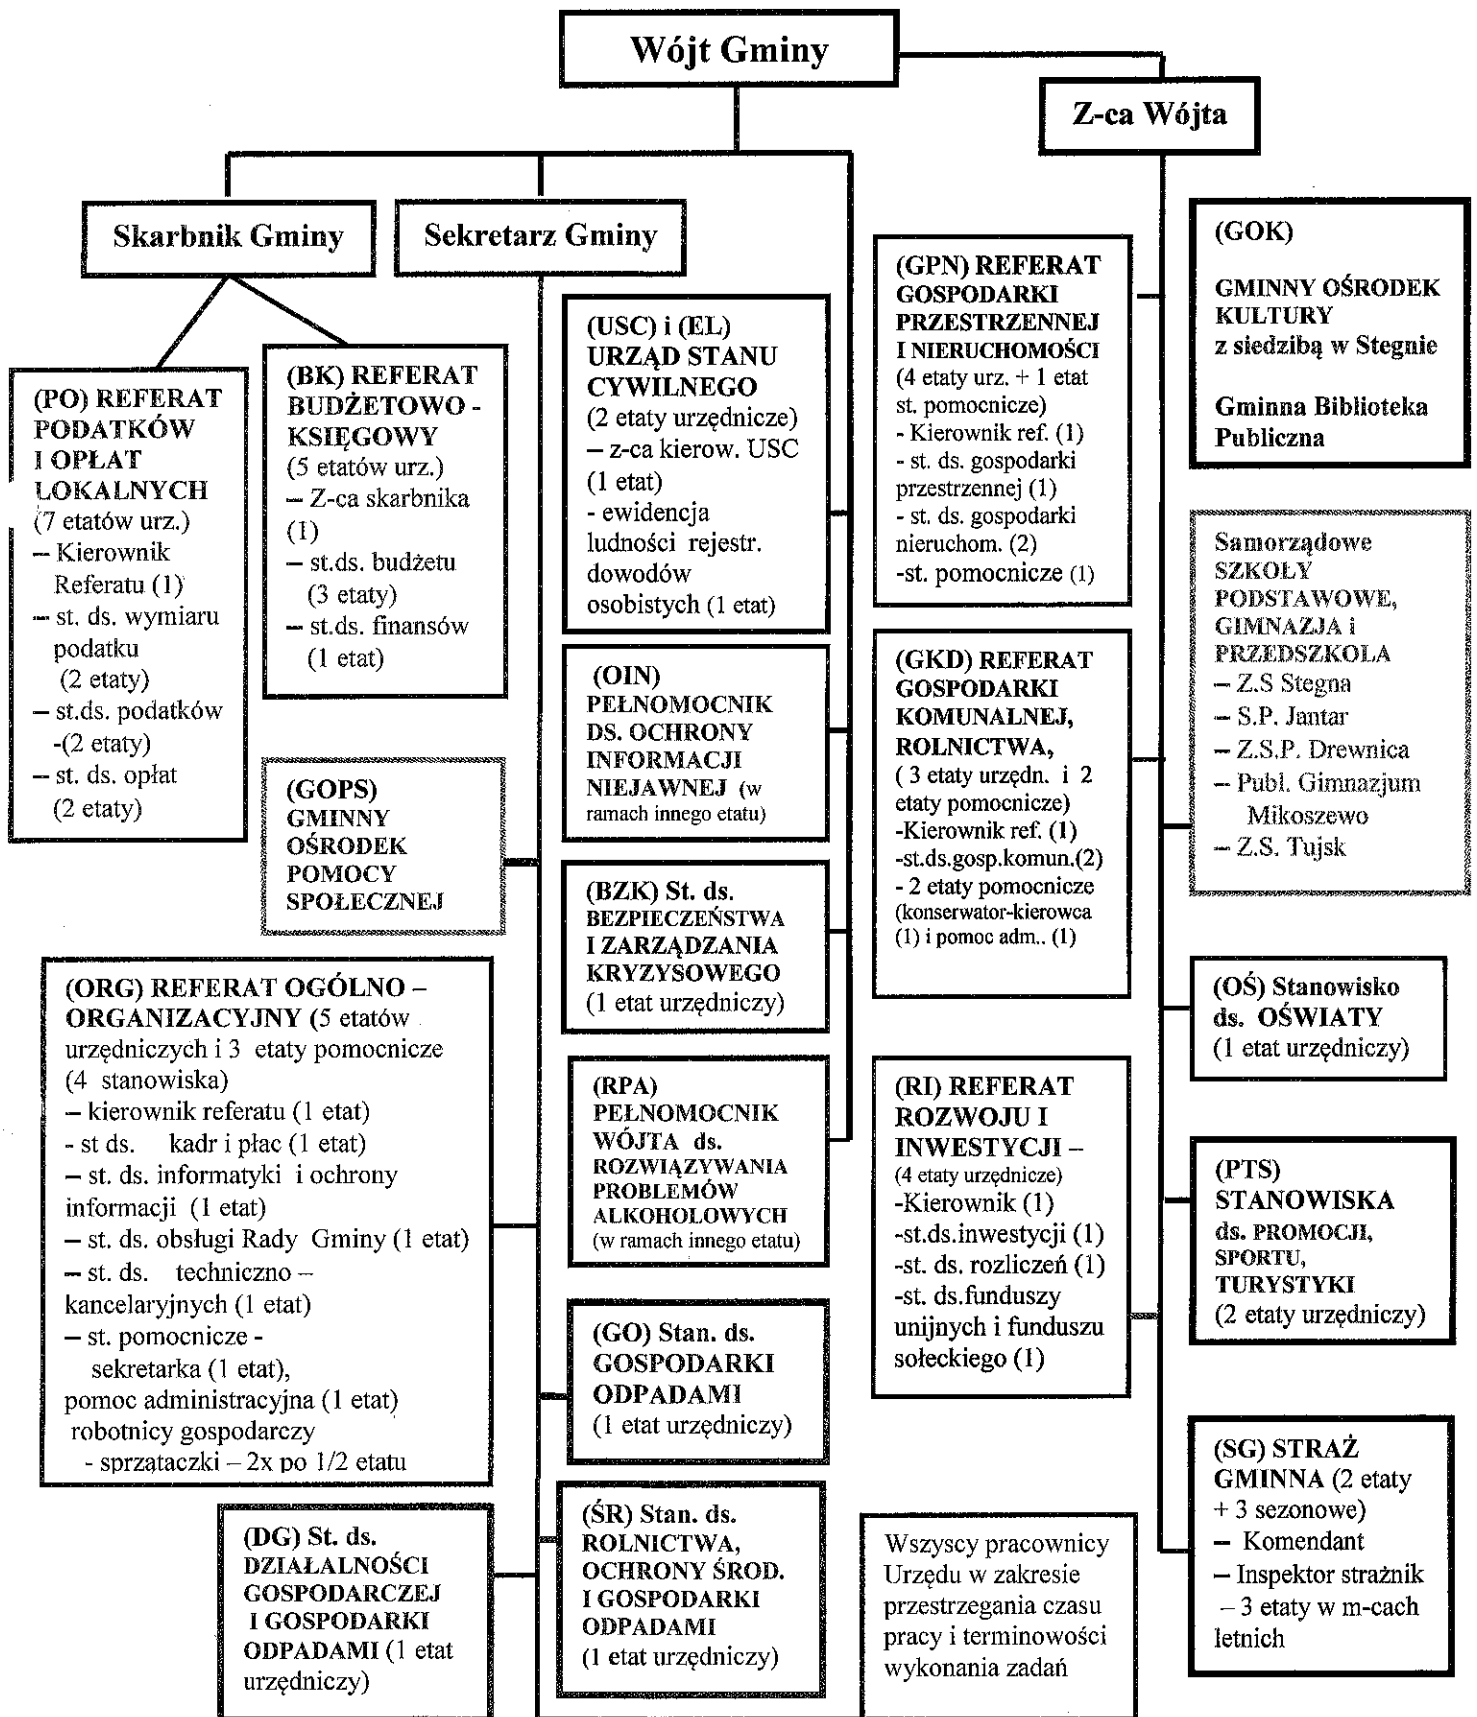 Wójt Gminy
Z-ca Wójta
Skarbnik Gminy
Sekretarz Gminy
(PO) REFERAT
PODATKÓW
I OPŁAT
LOKALNYCH
(7 etatów urz.)
– Kierownik
Referatu (1)
– st. ds. wymiaru
podatku
(2 etaty)
– st.ds. podatków
-(2 etaty)
– st. ds. opłat
(2 etaty)
(BK) REFERAT
BUDŻETOWO -
KSIĘGOWY
(5 etatów urz.)
– Z-ca skarbnika
(1)
– st.ds. budżetu
(3 etaty)
– st.ds. finansów
(1 etat)
(GOPS)
GMINNY
OŚRODEK
POMOCY
SPOŁECZNEJ
(ORG) REFERAT OGÓLNO –
ORGANIZACYJNY (5 etatów
urzędniczych i 3 etaty pomocnicze
(4 stanowiska)
– kierownik referatu (1 etat)
- st ds. kadr i płac (1 etat)
– st. ds. informatyki i ochrony
informacji (1 etat)
– st. ds. obsługi Rady Gminy (1 etat)
– st. ds. techniczno –
kancelaryjnych (1 etat)
– st. pomocnicze -
sekretarka (1 etat),
pomoc administracyjna (1 etat)
robotnicy gospodarczy
- sprzątaczki – 2x po 1/2 etatu
(DG) St. ds.
DZIAŁALNOŚCI
GOSPODARCZEJ
I GOSPODARKI
ODPADAMI (1 etat
urzędniczy)
(USC) i (EL)
URZĄD STANU
CYWILNEGO
(2 etaty urzędnicze)
– z-ca kierow. USC
(1 etat)
- ewidencja
ludności rejestr.
dowodów
osobistych (1 etat)
(OIN)
PEŁNOMOCNIK
DS. OCHRONY
INFORMACJI
NIEJAWNEJ (w
ramach innego etatu)
(BZK) St. ds.
BEZPIECZEŃSTWA
I ZARZĄDZANIA
KRYZYSOWEGO
(1 etat urzędniczy)
(RPA)
PEŁNOMOCNIK
WÓJTA ds.
ROZWIĄZYWANIA
PROBLEMÓW
ALKOHOLOWYCH
(w ramach innego etatu)
(GO) Stan. ds.
GOSPODARKI
ODPADAMI
(1 etat urzędniczy)
(ŚR) Stan. ds.
ROLNICTWA,
OCHRONY ŚROD.
I GOSPODARKI
ODPADAMI
(1 etat urzędniczy)
(GPN) REFERAT
GOSPODARKI
PRZESTRZENNEJ
I NIERUCHOMOŚCI
(4 etaty urz. + 1 etat
st. pomocnicze)
- Kierownik ref. (1)
- st. ds. gospodarki
przestrzennej (1)
- st. ds. gospodarki
nieruchom. (2)
-st. pomocnicze (1)
(GKD) REFERAT
GOSPODARKI
KOMUNALNEJ,
ROLNICTWA,
( 3 etaty urzędn. i 2
etaty pomocnicze)
-Kierownik ref. (1)
-st.ds.gosp.komun.(2)
- 2 etaty pomocnicze
(konserwator-kierowca
(1) i pomoc adm.. (1)
(RI) REFERAT
ROZWOJU I
INWESTYCJI –
(4 etaty urzędnicze)
-Kierownik (1)
-st.ds.inwestycji (1)
-st. ds. rozliczeń (1)
-st. ds.funduszy
unijnych i funduszu
sołeckiego (1)
Wszyscy pracownicy
Urzędu w zakresie
przestrzegania czasu
pracy i terminowości
wykonania zadań
(GOK)
GMINNY OŚRODEK
KULTURY
z siedzibą w Stegnie
Gminna Biblioteka
Publiczna
Samorządowe
SZKOŁY
PODSTAWOWE,
GIMNAZJA i
PRZEDSZKOLA
– Z.S Stegna
– S.P. Jantar
– Z.S.P. Drewnica
– Publ. Gimnazjum
Mikoszewo
– Z.S. Tujsk
(OŚ) Stanowisko
ds. OŚWIATY
(1 etat urzędniczy)
(PTS)
STANOWISKA
ds. PROMOCJI,
SPORTU,
TURYSTYKI
(2 etaty urzędniczy)
(SG) STRAŻ
GMINNA (2 etaty
+ 3 sezonowe)
– Komendant
– Inspektor strażnik
– 3 etaty w m-cach
letnich